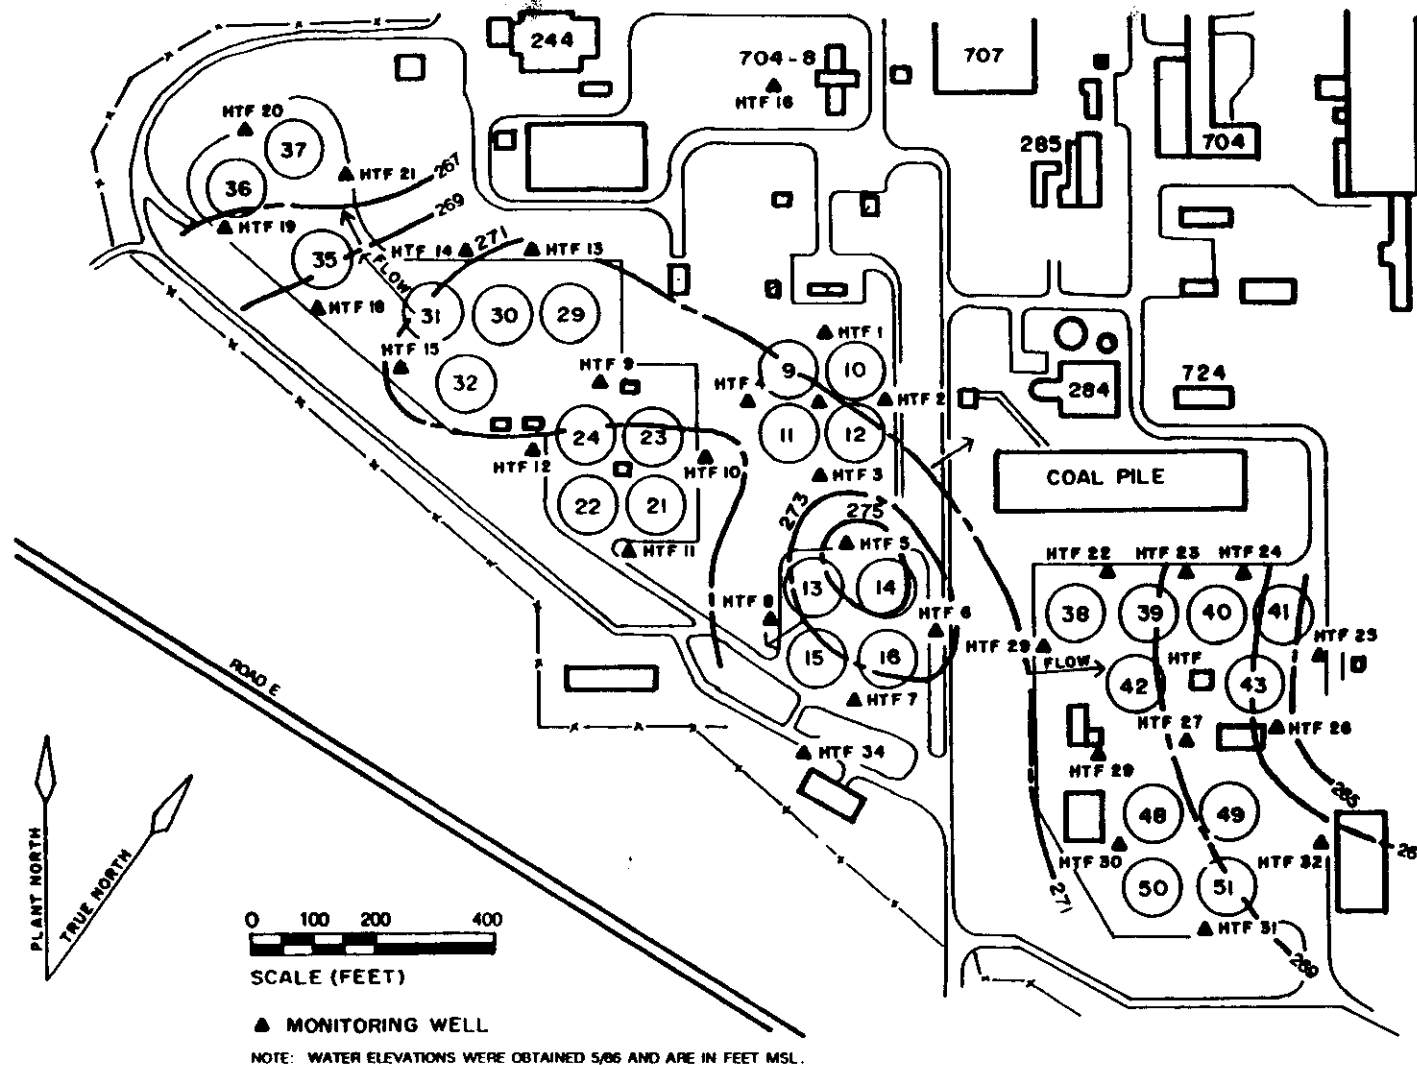 244
704-8
707
HTF 16
HTF 20
285
704
37
267
HTF 21
36
269
HTF 19
271
HTF 14
HTF 13
35
FLOW
HTF 18
31
30
29
HTF 1
HTF 15
9
10
HTF 9
32
HTF 4
HTF 2
284
724
24
23
11
12
HTF 12
HTF 10
HTF 3
COAL PILE
22
21
273
275
HTF 11
HTF 5
HTF 22
HTF 23
HTF 24
13
14
HTF 8
HTF 6
38
39
40
41
HTF 29
HTF 25
15
16
FLOW
HTF
42
43
ROAD E
HTF 7
HTF 27
HTF 26
HTF 34
HTF 29
265
48
49
HTF 30
HTF 32
26
50
51
271
HTF 31
269
PLANT NORTH
TRUE NORTH
0 100 200 400
SCALE (FEET)
MONITORING WELL
NOTE: WATER ELEVATIONS WERE OBTAINED 5/86 AND ARE IN FEET MSL.